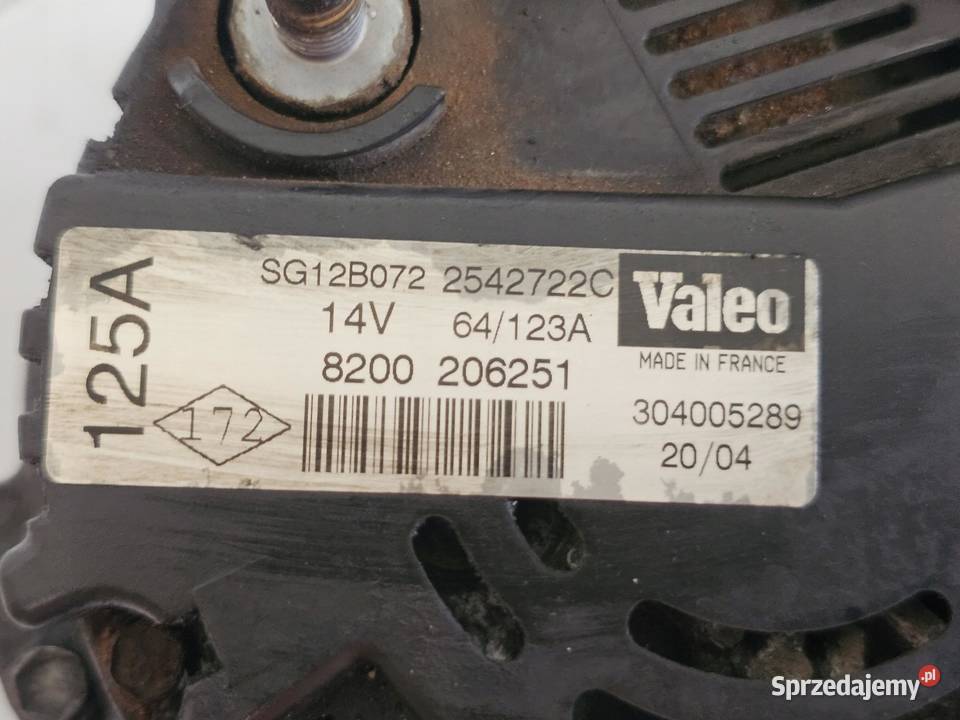 125A
SG12B072 2542722C
14V 64/123A
8200 206251
172
Valeo
MADE IN FRANCE
304005289
20/04
Sprzedajemy.pl